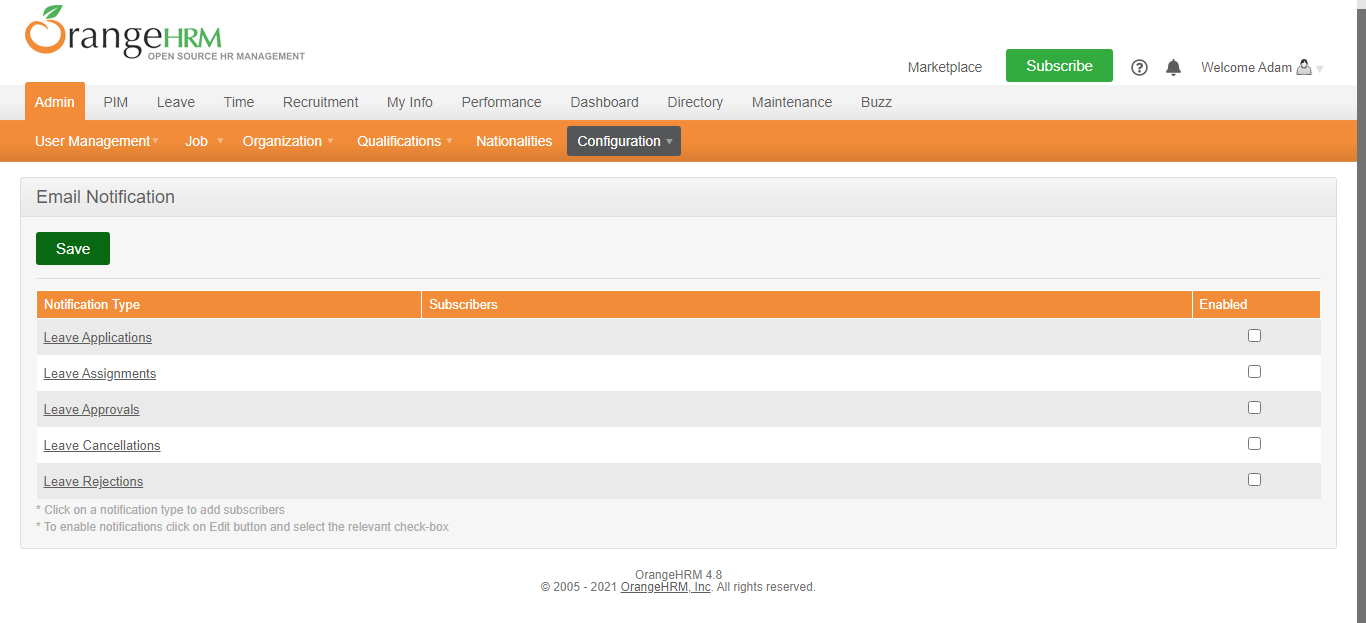 OrangeHRM
OPEN SOURCE HR MANAGEMENT
Marketplace Subscribe Welcome Adam
Admin PIM Leave Time Recruitment My Info Performance Dashboard Directory Maintenance Buzz
User Management Job Organization Qualifications Nationalities Configuration
Email Notification
Save
Notification Type Subscribers Enabled
Leave Applications
Leave Assignments
Leave Approvals
Leave Cancellations
Leave Rejections
* Click on a notification type to add subscribers
* To enable notifications click on Edit button and select the relevant check-box
OrangeHRM 4.8
© 2005 - 2021 OrangeHRM, Inc. All rights reserved.